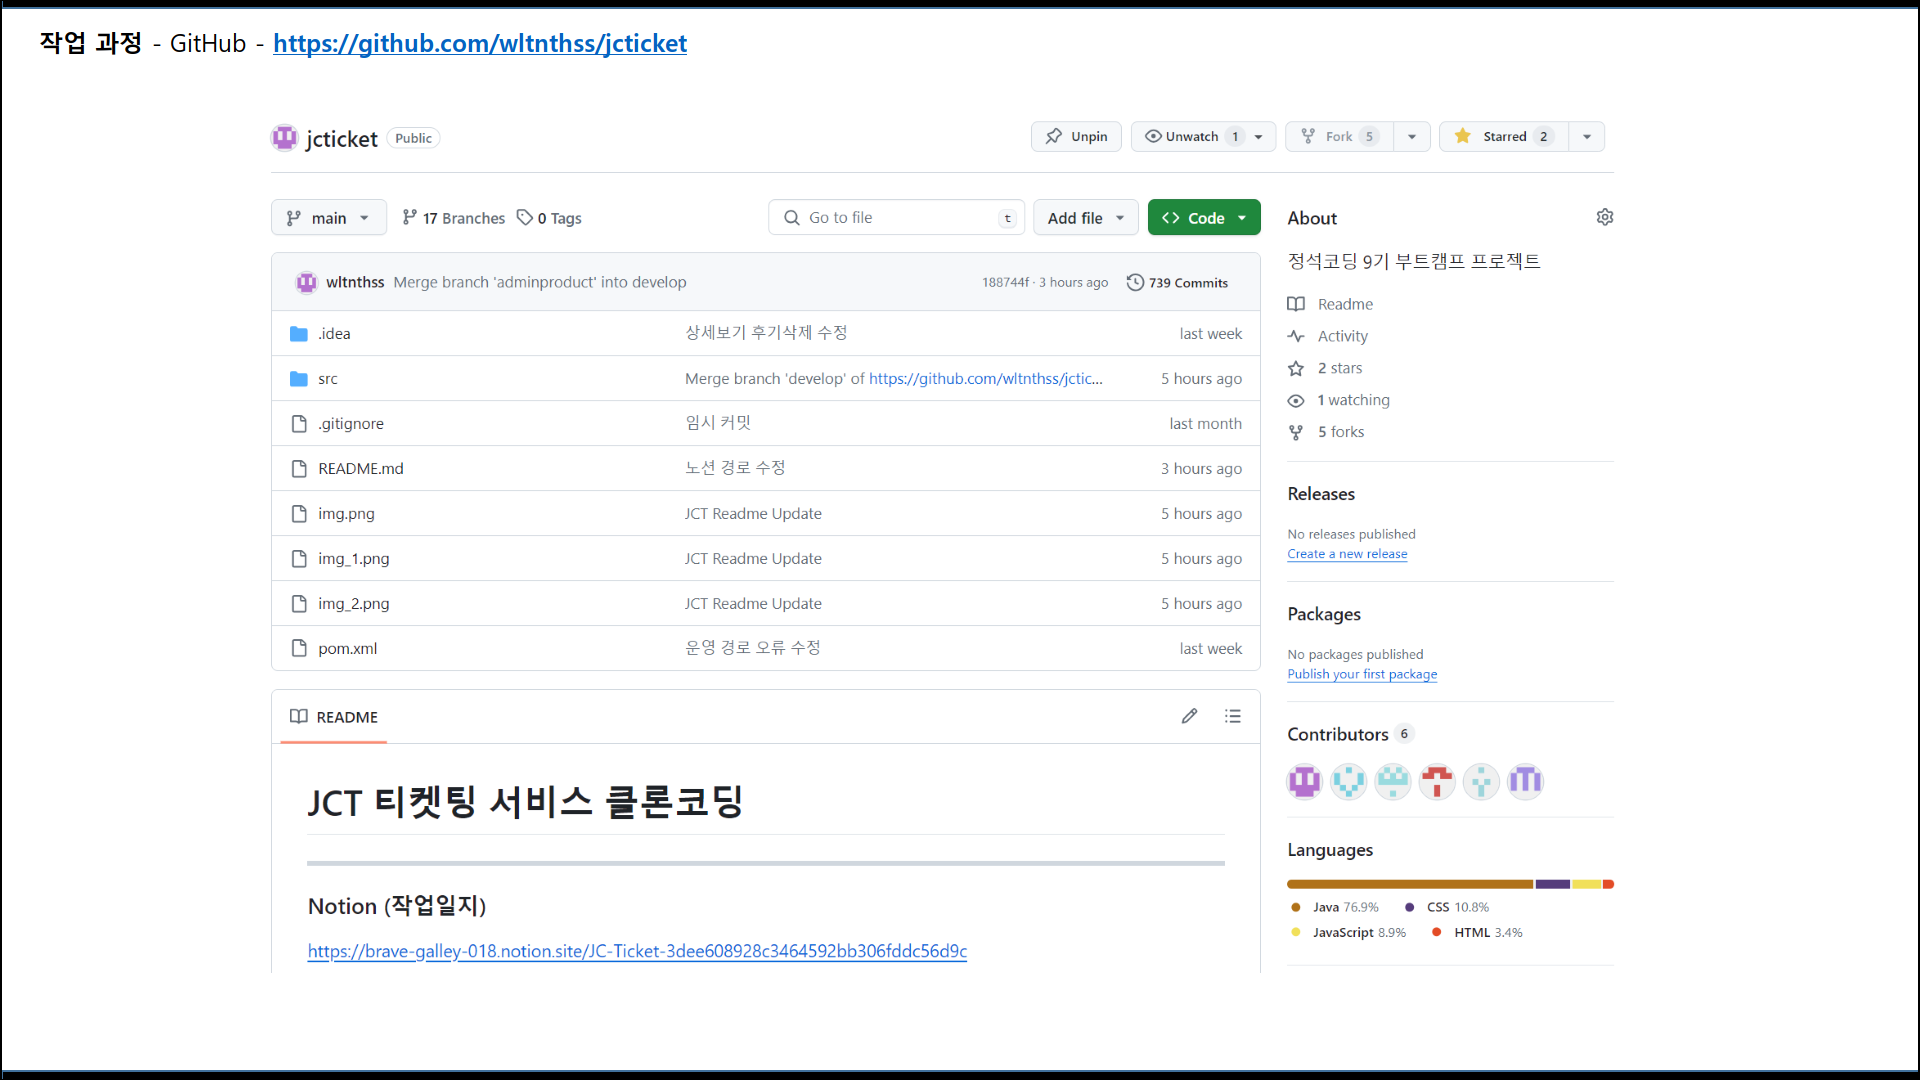 작업 과정 - GitHub - https://github.com/wltnthss/jcticket
jcticket Public
Unpin
Unwatch 1
Fork 5
Starred 2
main
17 Branches
0 Tags
Go to file t
Add file
Code
wltnthss Merge branch 'adminproduct' into develop 188744f · 3 hours ago 739 Commits
.idea 상세보기 후기삭제 수정 last week
src Merge branch 'develop' of https://github.com/wltnthss/jctic... 5 hours ago
.gitignore 임시 커밋 last month
README.md 노션 경로 수정 3 hours ago
img.png JCT Readme Update 5 hours ago
img_1.png JCT Readme Update 5 hours ago
img_2.png JCT Readme Update 5 hours ago
pom.xml 운영 경로 오류 수정 last week
README
JCT 티켓팅 서비스 클론코딩
Notion (작업일지)
https://brave-galley-018.notion.site/JC-Ticket-3dee608928c3464592bb306fddc56d9c
About
정석코딩 9기 부트캠프 프로젝트
Readme
Activity
2 stars
1 watching
5 forks
Releases
No releases published
Create a new release
Packages
No packages published
Publish your first package
Contributors 6
Languages
Java 76.9% CSS 10.8%
JavaScript 8.9% HTML 3.4%